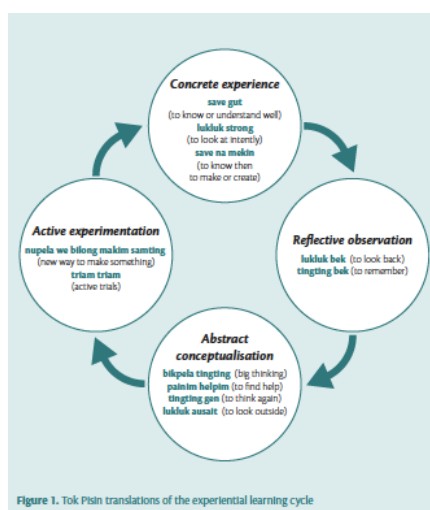 Concrete experience
save gut
(to know or understand well)
lukluk strong
(to look at intently)
save na mekin
(to know then
to make or create)
Reflective observation
lukluk bek (to look back)
tingting bek (to remember)
Abstract
conceptualisation
bikpela tingting (big thinking)
painim helpim (to find help)
tingting gen (to think again)
lukluk ausait (to look outside)
Active experimentation
nupela we bilong makim samting
(new way to make something)
triam triam
(active trials)
Figure 1. Tok Pisin translations of the experiential learning cycle